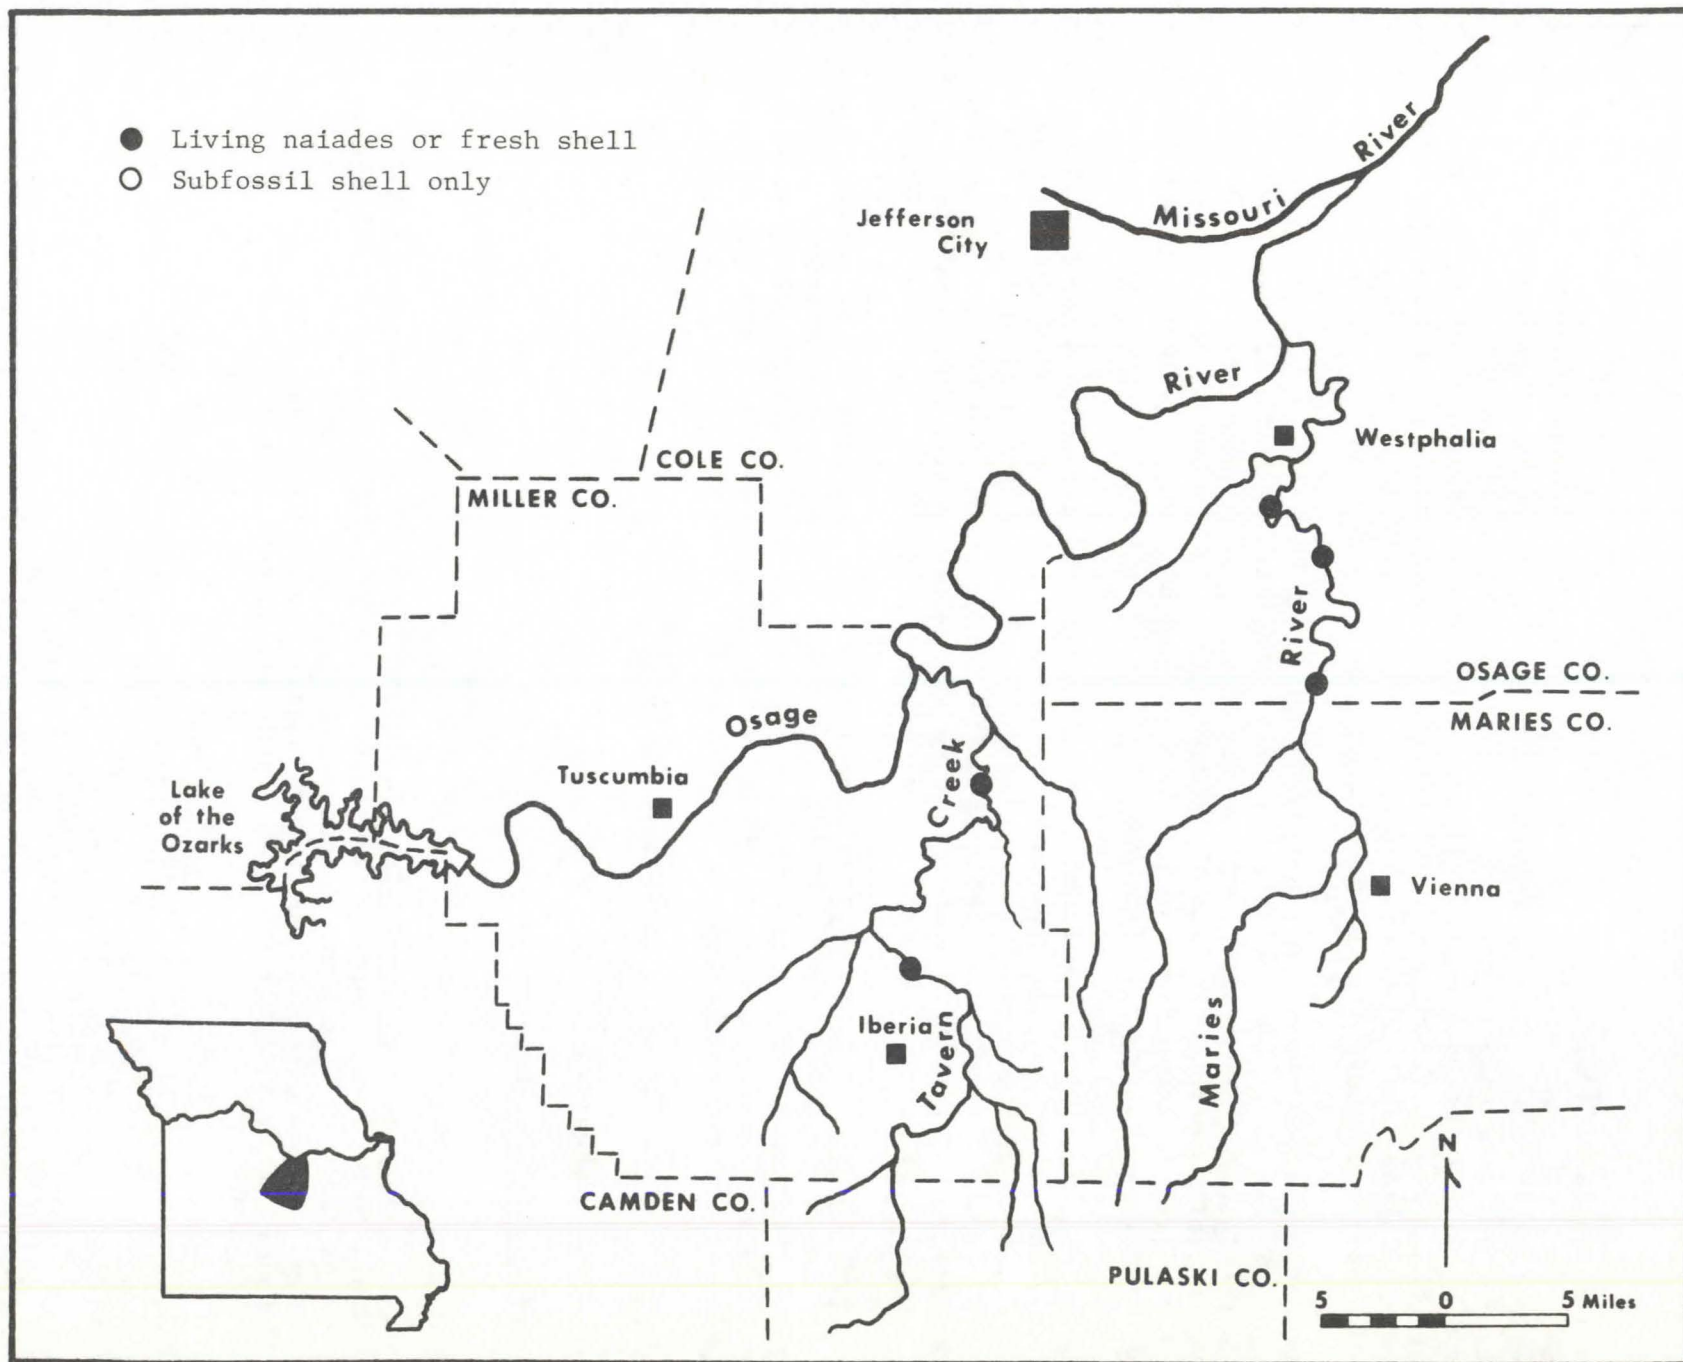 Living naiades or fresh shell
Subfossil shell only
Jefferson
City
Missouri
River
River
Westphalia
COLE CO.
MILLER CO.
River
OSAGE CO.
MARIES CO.
Osage
Creek
Tuscumbia
Lake
of the
Ozarks
Vienna
Iberia
Tavern
Maries
N
CAMDEN CO.
PULASKI CO.
5 0 5 Miles